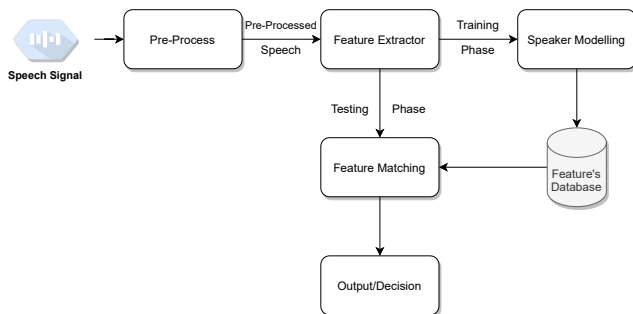 Speech Signal
Pre-Process
Pre-Processed
Speech
Feature Extractor
Training
Phase
Speaker Modelling
Testing Phase
Feature Matching
Feature's
Database
Output/Decision